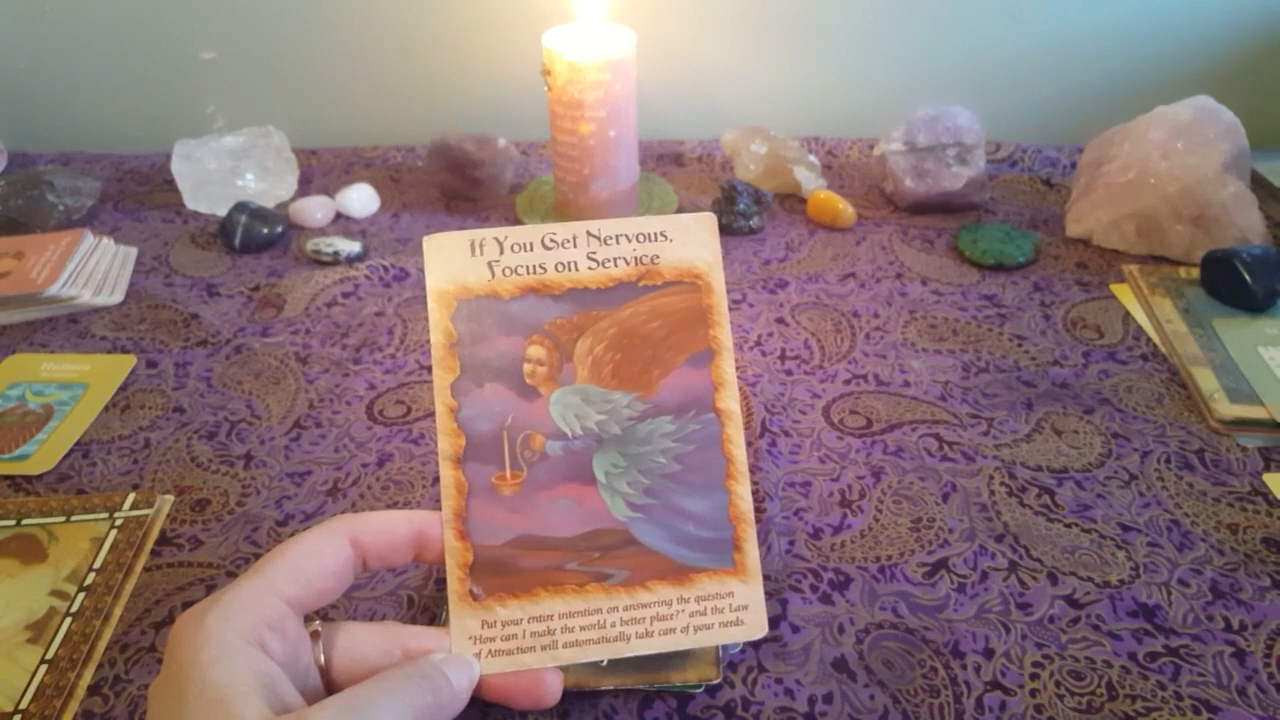 If You Get Nervous,
Focus on Service
Put your entire intention on answering the question
"How can I make the world a better place?" and the Law
of Attraction will automatically take care of your needs.